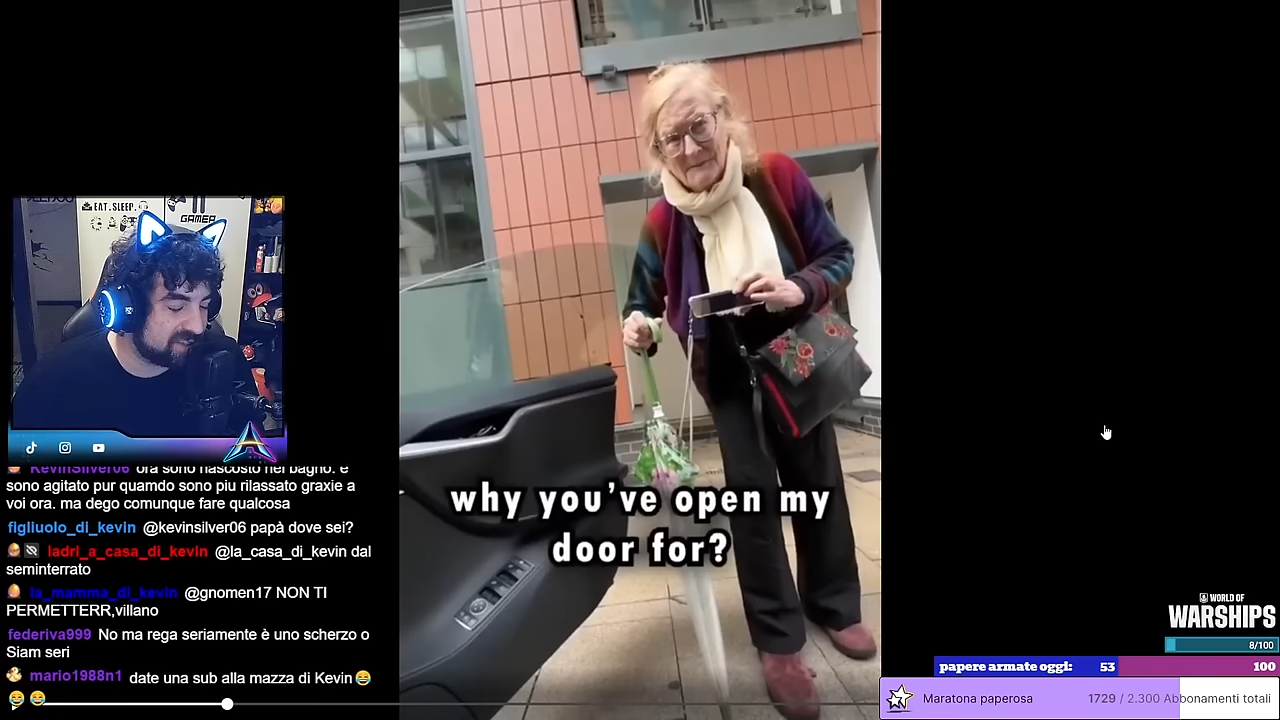 EAT.SLEEP.
GAMER
KevinSilver06 ora sono nascosto nel bagno. e
sono agitato pur quando sono piu rilassato graxie a
voi ora. ma dego comunque fare qualcosa
figliuolo_di_kevin @kevinsilver06 papà dove sei?
ladri_a_casa_di_kevin @la_casa_di_kevin dal
seminterrato
la_mamma_di_kevin @gnomen17 NON TI
PERMETTERR,villano
federiva999 No ma rega seriamente è uno scherzo o
Siam seri
mario1988n1 date una sub alla mazza di Kevin😂
😂 😂
why you've open my
door for?
WORLD OF
WARSHIPS
8/100
papere armate oggi: 53 100
Maratona paperosa 1729 / 2.300 Abbonamenti totali